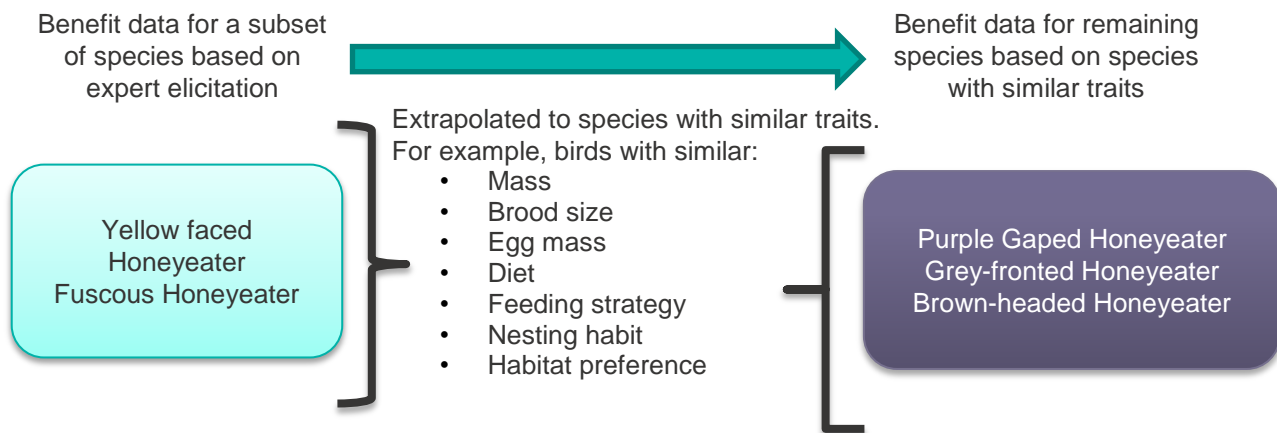 Benefit data for a subset
of species based on
expert elicitation
Benefit data for remaining
species based on species
with similar traits
Extrapolated to species with similar traits.
For example, birds with similar:
• Mass
• Brood size
• Egg mass
• Diet
• Feeding strategy
• Nesting habit
• Habitat preference
Yellow faced
Honeyeater
Fuscous Honeyeater
Purple Gaped Honeyeater
Grey-fronted Honeyeater
Brown-headed Honeyeater